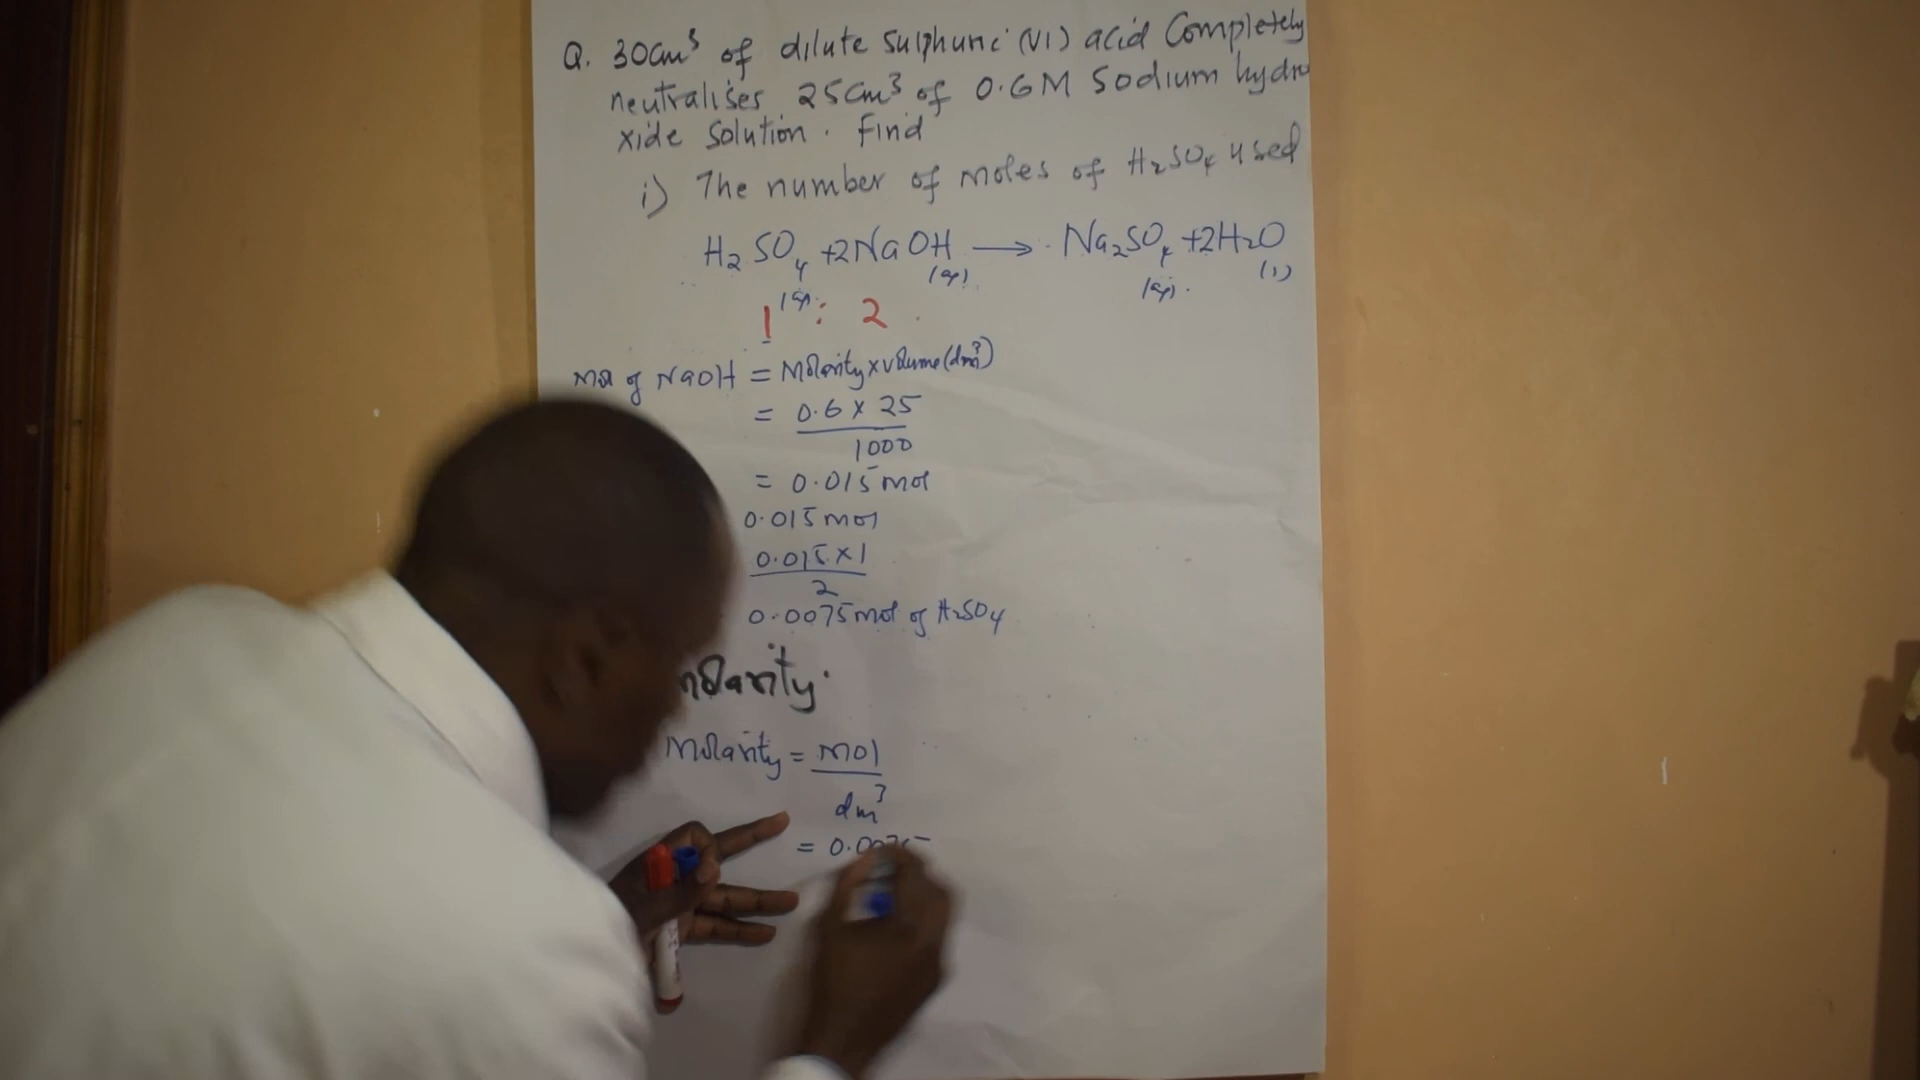 Q. 30cm³ of dilute Sulphuric (VI) acid Completely
neutralises 25cm³ of 0.6M Sodium hydro
xide Solution. Find
i) The number of moles of H₂SO₄ used
H₂SO₄ + 2NaOH → Na₂SO₄ + 2H₂O
(aq) (aq) (aq) (l)
1 : 2
Mol of NaOH = Molarity x volume (dm³)
= 0.6 x 25
1000
= 0.015 mol
0.015 mol
0.015 x 1
2
0.0075 mol of H₂SO₄
molarity.
Molarity = Mol
dm³
= 0.0075